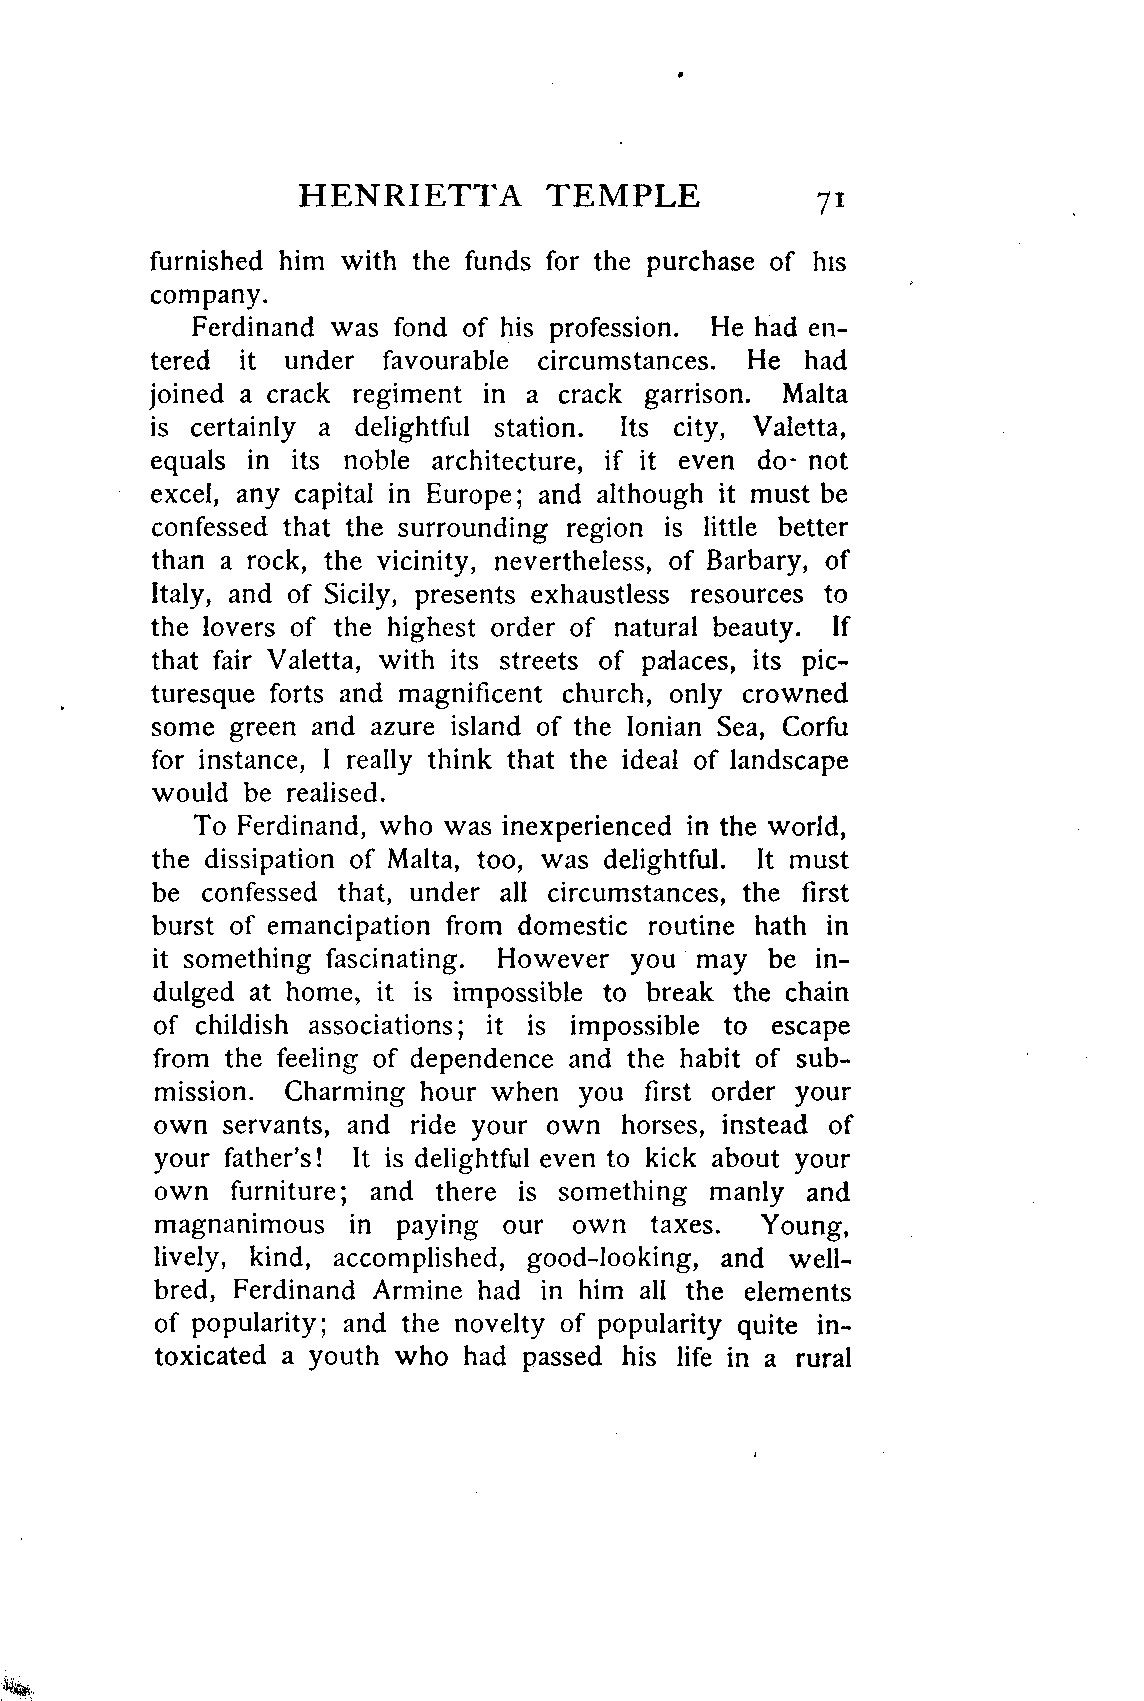 HENRIETTA TEMPLE 71
furnished him with the funds for the purchase of his
company.
Ferdinand was fond of his profession. He had en-
tered it under favourable circumstances. He had
joined a crack regiment in a crack garrison. Malta
is certainly a delightful station. Its city, Valetta,
equals in its noble architecture, if it even do not
excel, any capital in Europe; and although it must be
confessed that the surrounding region is little better
than a rock, the vicinity, nevertheless, of Barbary, of
Italy, and of Sicily, presents exhaustless resources to
the lovers of the highest order of natural beauty. If
that fair Valetta, with its streets of palaces, its pic-
turesque forts and magnificent church, only crowned
some green and azure island of the Ionian Sea, Corfu
for instance, I really think that the ideal of landscape
would be realised.
To Ferdinand, who was inexperienced in the world,
the dissipation of Malta, too, was delightful. It must
be confessed that, under all circumstances, the first
burst of emancipation from domestic routine hath in
it something fascinating. However you may be in-
dulged at home, it is impossible to break the chain
of childish associations; it is impossible to escape
from the feeling of dependence and the habit of sub-
mission. Charming hour when you first order your
own servants, and ride your own horses, instead of
your father's! It is delightful even to kick about your
own furniture; and there is something manly and
magnanimous in paying our own taxes. Young,
lively, kind, accomplished, good-looking, and well-
bred, Ferdinand Armine had in him all the elements
of popularity; and the novelty of popularity quite in-
toxicated a youth who had passed his life in a rural